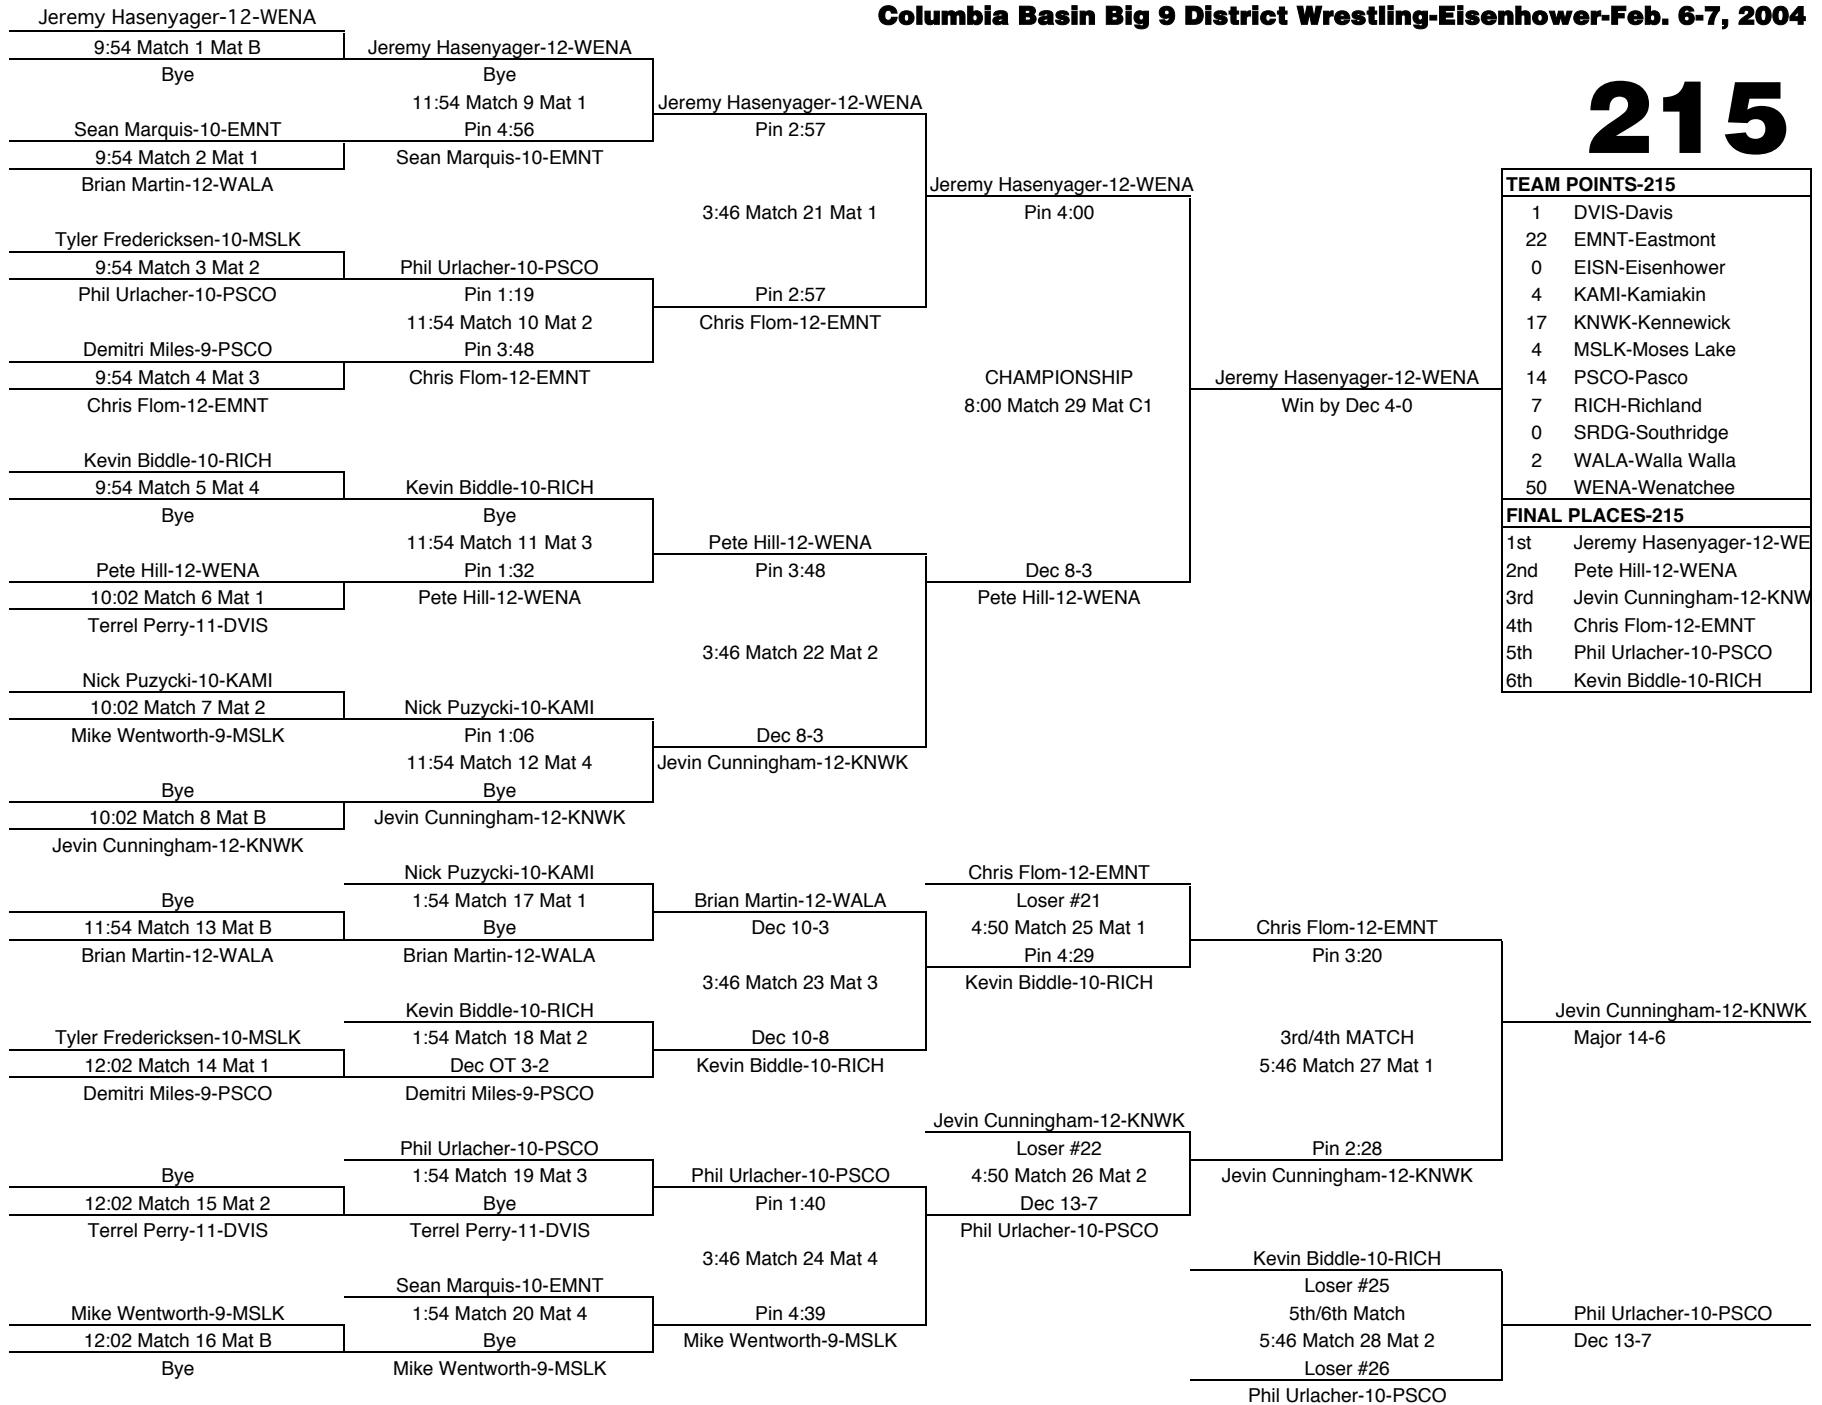 Columbia Basin Big 9 District Wrestling-Eisenhower-Feb. 6-7, 2004
215
Jeremy Hasenyager-12-WENA
9:54 Match 1 Mat B
Bye
Sean Marquis-10-EMNT
9:54 Match 2 Mat 1
Brian Martin-12-WALA
Tyler Fredericksen-10-MSLK
9:54 Match 3 Mat 2
Phil Urlacher-10-PSCO
Demitri Miles-9-PSCO
9:54 Match 4 Mat 3
Chris Flom-12-EMNT
Kevin Biddle-10-RICH
9:54 Match 5 Mat 4
Bye
Pete Hill-12-WENA
10:02 Match 6 Mat 1
Terrel Perry-11-DVIS
Nick Puzycki-10-KAMI
10:02 Match 7 Mat 2
Mike Wentworth-9-MSLK
Bye
10:02 Match 8 Mat B
Jevin Cunningham-12-KNWK
Jeremy Hasenyager-12-WENA
Bye
11:54 Match 9 Mat 1
Pin 4:56
Sean Marquis-10-EMNT
Phil Urlacher-10-PSCO
Pin 1:19
11:54 Match 10 Mat 2
Pin 3:48
Chris Flom-12-EMNT
Kevin Biddle-10-RICH
Bye
11:54 Match 11 Mat 3
Pin 1:32
Pete Hill-12-WENA
Nick Puzycki-10-KAMI
Pin 1:06
11:54 Match 12 Mat 4
Bye
Jevin Cunningham-12-KNWK
Jeremy Hasenyager-12-WENA
Pin 2:57
3:46 Match 21 Mat 1
Pin 2:57
Chris Flom-12-EMNT
Pete Hill-12-WENA
Pin 3:48
3:46 Match 22 Mat 2
Dec 8-3
Jevin Cunningham-12-KNWK
Jeremy Hasenyager-12-WENA
Pin 4:00
CHAMPIONSHIP
8:00 Match 29 Mat C1
Dec 8-3
Pete Hill-12-WENA
Jeremy Hasenyager-12-WENA
Win by Dec 4-0
TEAM POINTS-215
1 DVIS-Davis
22 EMNT-Eastmont
0 EISN-Eisenhower
4 KAMI-Kamiakin
17 KNWK-Kennewick
4 MSLK-Moses Lake
14 PSCO-Pasco
7 RICH-Richland
0 SRDG-Southridge
2 WALA-Walla Walla
50 WENA-Wenatchee
FINAL PLACES-215
1st Jeremy Hasenyager-12-WE
2nd Pete Hill-12-WENA
3rd Jevin Cunningham-12-KNW
4th Chris Flom-12-EMNT
5th Phil Urlacher-10-PSCO
6th Kevin Biddle-10-RICH
Bye
11:54 Match 13 Mat B
Brian Martin-12-WALA
Tyler Fredericksen-10-MSLK
12:02 Match 14 Mat 1
Demitri Miles-9-PSCO
Bye
12:02 Match 15 Mat 2
Terrel Perry-11-DVIS
Mike Wentworth-9-MSLK
12:02 Match 16 Mat B
Bye
Nick Puzycki-10-KAMI
1:54 Match 17 Mat 1
Bye
Brian Martin-12-WALA
Kevin Biddle-10-RICH
1:54 Match 18 Mat 2
Dec OT 3-2
Demitri Miles-9-PSCO
Phil Urlacher-10-PSCO
1:54 Match 19 Mat 3
Bye
Terrel Perry-11-DVIS
Sean Marquis-10-EMNT
1:54 Match 20 Mat 4
Bye
Mike Wentworth-9-MSLK
Brian Martin-12-WALA
Dec 10-3
3:46 Match 23 Mat 3
Dec 10-8
Kevin Biddle-10-RICH
Phil Urlacher-10-PSCO
Pin 1:40
3:46 Match 24 Mat 4
Pin 4:39
Mike Wentworth-9-MSLK
Chris Flom-12-EMNT
Loser #21
4:50 Match 25 Mat 1
Pin 4:29
Kevin Biddle-10-RICH
Jevin Cunningham-12-KNWK
Loser #22
4:50 Match 26 Mat 2
Dec 13-7
Phil Urlacher-10-PSCO
Chris Flom-12-EMNT
Pin 3:20
3rd/4th MATCH
5:46 Match 27 Mat 1
Pin 2:28
Jevin Cunningham-12-KNWK
Kevin Biddle-10-RICH
Loser #25
5th/6th Match
5:46 Match 28 Mat 2
Loser #26
Phil Urlacher-10-PSCO
Jevin Cunningham-12-KNWK
Major 14-6
Phil Urlacher-10-PSCO
Dec 13-7